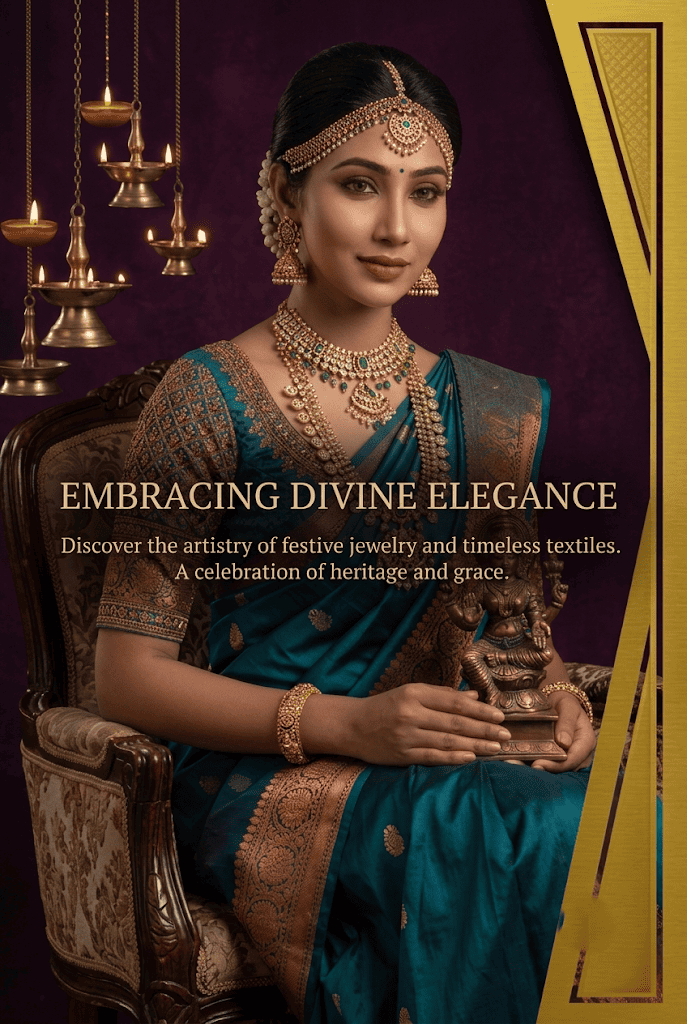 EMBRACING DIVINE ELEGANCE
Discover the artistry of festive jewelry and timeless textiles.
A celebration of heritage and grace.